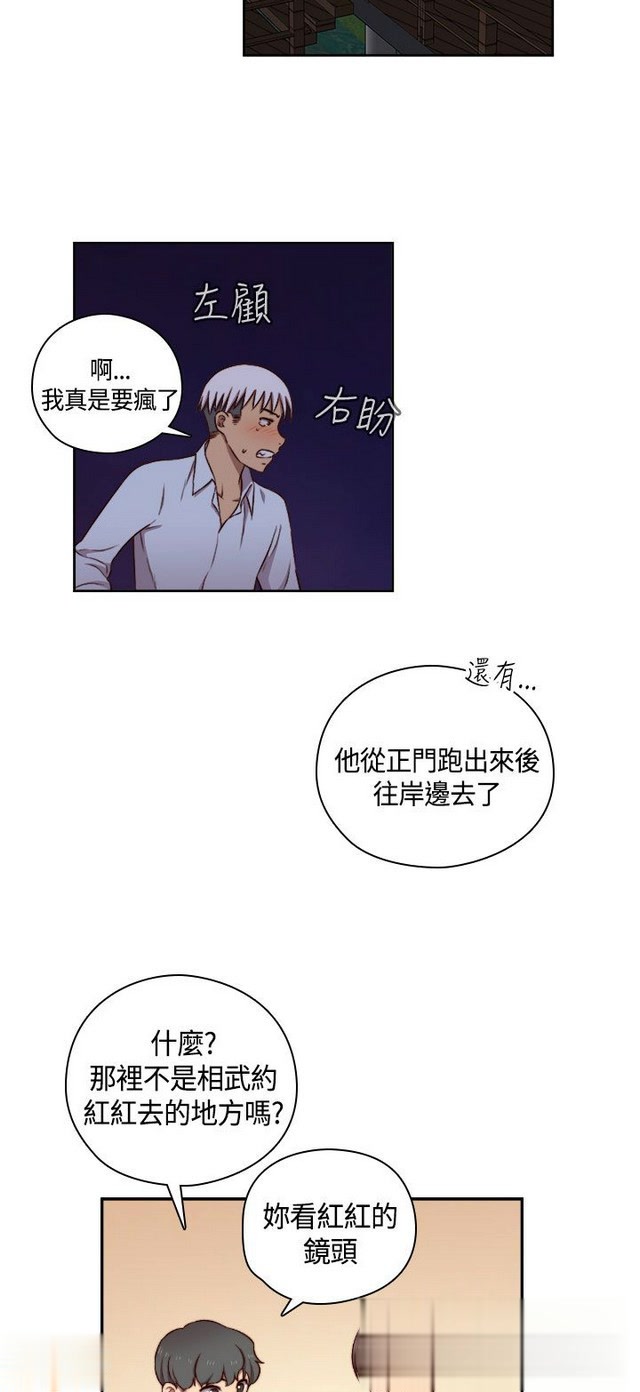 左顧
啊...
我真是要瘋了
右盼
還有...
他從正門跑出來後
往岸邊去了
什麼?
那裡不是相武約
紅紅去的地方嗎?
妳看紅紅的
鏡頭